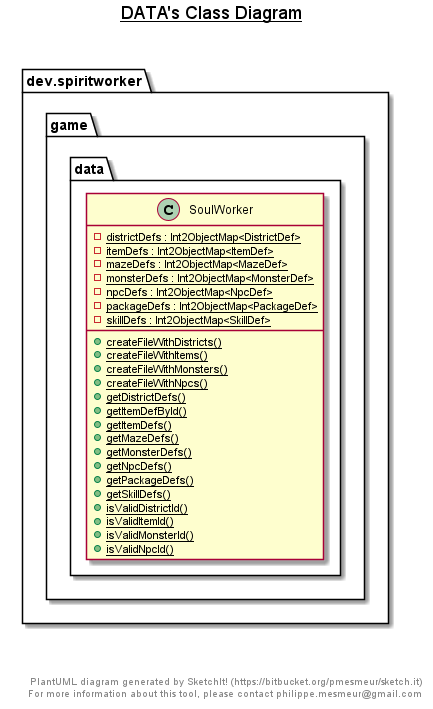 DATA's Class Diagram
dev.spiritworker
game
data
C SoulWorker
districtDefs : Int2ObjectMap<DistrictDef>
itemDefs : Int2ObjectMap<ItemDef>
mazeDefs : Int2ObjectMap<MazeDef>
monsterDefs : Int2ObjectMap<MonsterDef>
npcDefs : Int2ObjectMap<NpcDef>
packageDefs : Int2ObjectMap<PackageDef>
skillDefs : Int2ObjectMap<SkillDef>
createFileWithDistricts()
createFileWithItems()
createFileWithMonsters()
createFileWithNpcs()
getDistrictDefs()
getItemDefById()
getItemDefs()
getMazeDefs()
getMonsterDefs()
getNpcDefs()
getPackageDefs()
getSkillDefs()
isValidDistrictId()
isValidItemId()
isValidMonsterId()
isValidNpcId()
PlantUML diagram generated by SketchIt! (https://bitbucket.org/pmesmeur/sketch.it)
For more information about this tool, please contact philippe.mesmeur@gmail.com